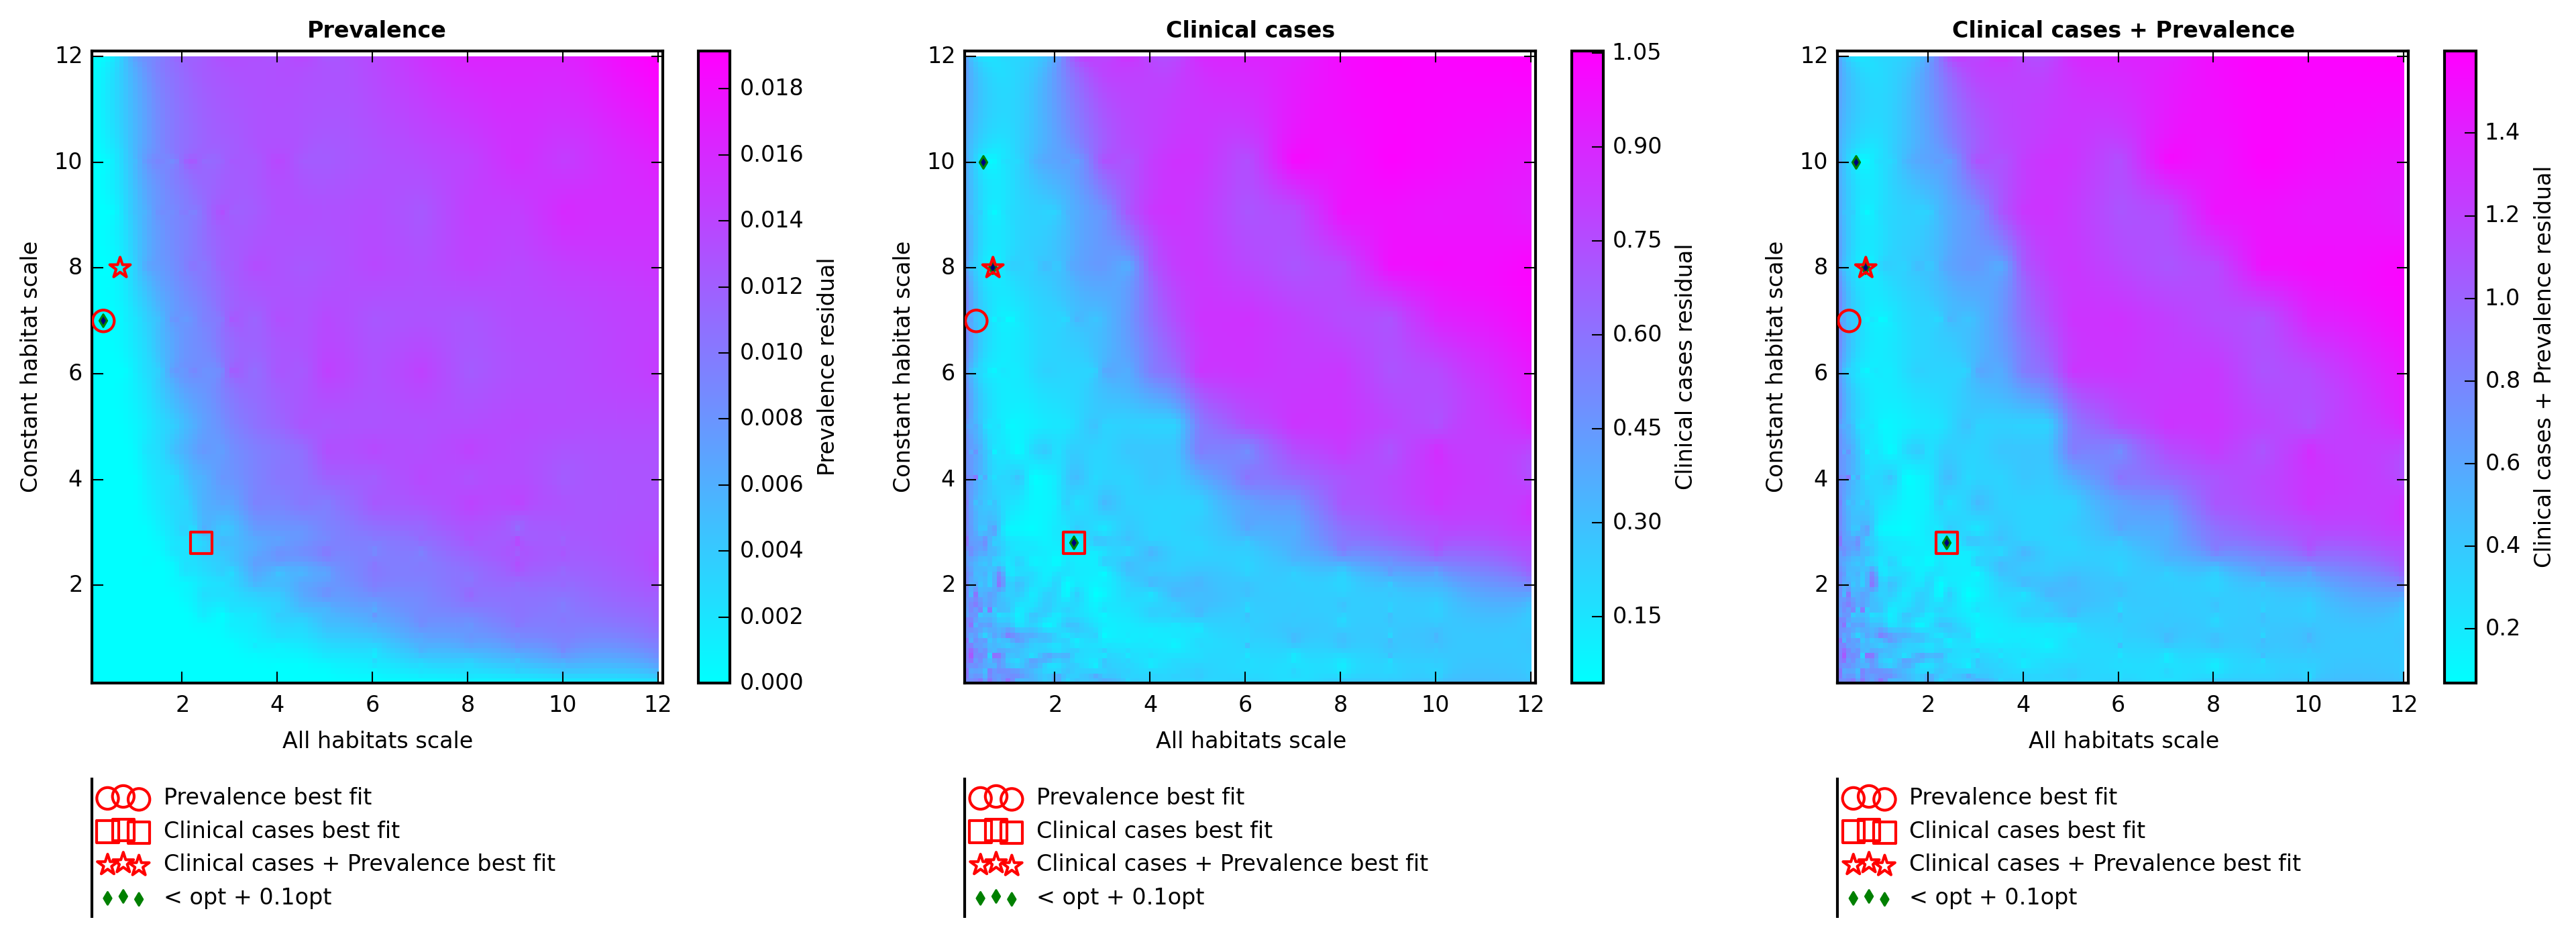 Prevalence
12
10
8
6
4
2
Constant habitat scale
2 4 6 8 10 12
All habitats scale
0.018
0.016
0.014
0.012
0.010
0.008
0.006
0.004
0.002
0.000
Prevalence residual
Prevalence best fit
Clinical cases best fit
Clinical cases + Prevalence best fit
< opt + 0.1opt
Clinical cases
12
10
8
6
4
2
Constant habitat scale
2 4 6 8 10 12
All habitats scale
1.05
0.90
0.75
0.60
0.45
0.30
0.15
Clinical cases residual
Prevalence best fit
Clinical cases best fit
Clinical cases + Prevalence best fit
< opt + 0.1opt
Clinical cases + Prevalence
12
10
8
6
4
2
Constant habitat scale
2 4 6 8 10 12
All habitats scale
1.4
1.2
1.0
0.8
0.6
0.4
0.2
Clinical cases + Prevalence residual
Prevalence best fit
Clinical cases best fit
Clinical cases + Prevalence best fit
< opt + 0.1opt